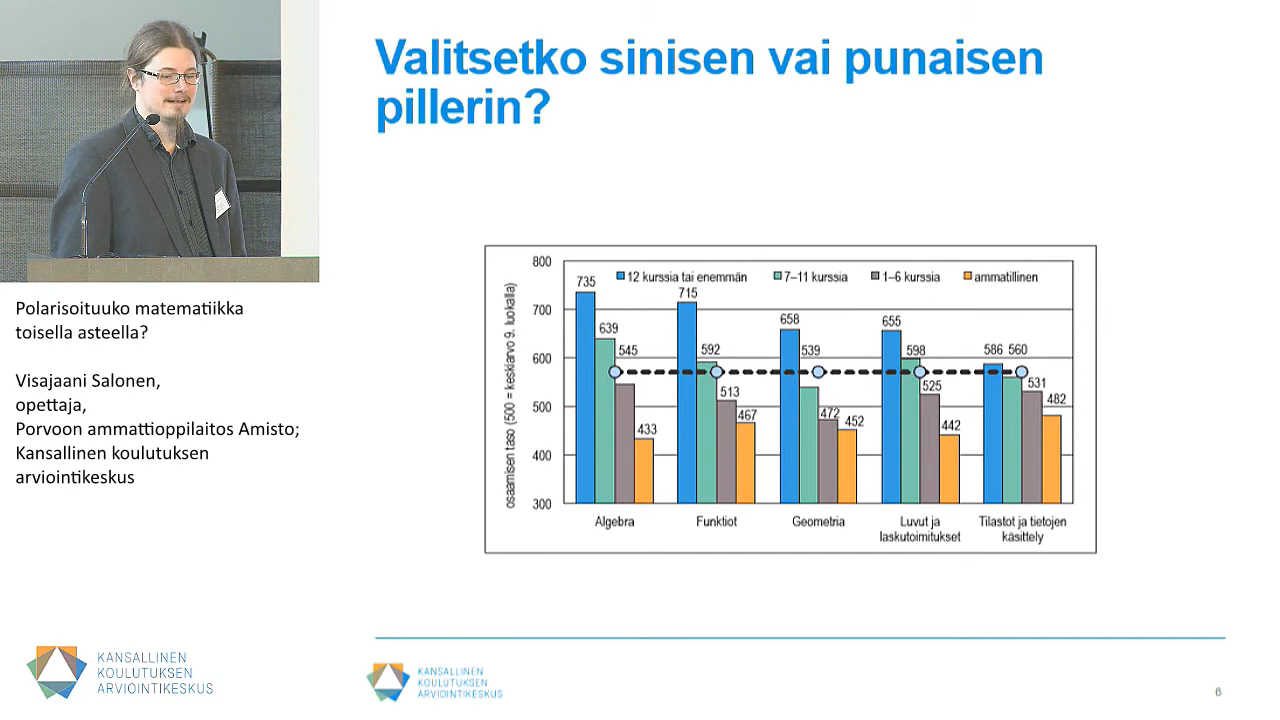 Valitsetko sinisen vai punaisen
pillerin?
Polarisoituuko matematiikka
toisella asteella?
Visajaani Salonen,
opettaja,
Porvoon ammattioppilaitos Amisto;
Kansallinen koulutuksen
arviointikeskus
osaamisen taso (500 = keskiarvo 9. luokalla)
800
700
600
500
400
300
12 kurssia tai enemmän
7–11 kurssia
1–6 kurssia
ammatillinen
735
639
545
433
715
592
513
467
658
539
472
452
655
598
525
442
586
560
531
482
Algebra
Funktiot
Geometria
Luvut ja
laskutoimitukset
Tilastot ja tietojen
käsittely
KANSALLINEN
KOULUTUKSEN
ARVIOINTIKESKUS
KANSALLINEN
KOULUTUKSEN
ARVIOINTIKESKUS
6